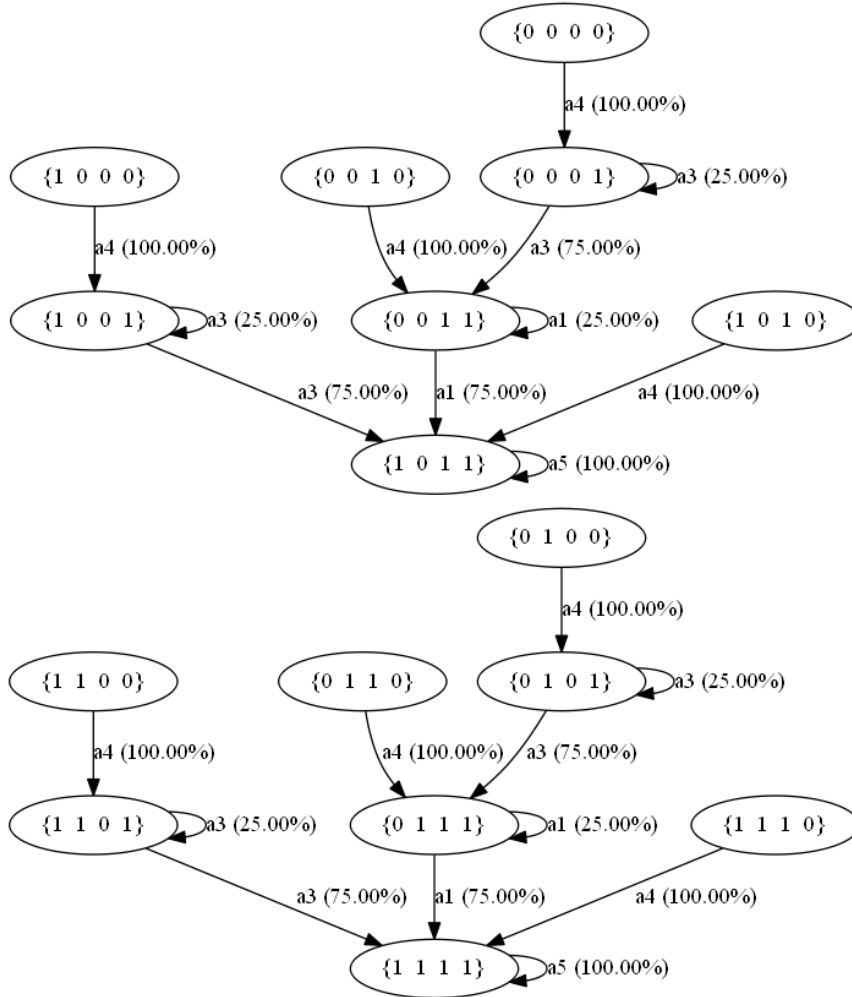 {0 0 0 0}
a4 (100.00%)
{1 0 0 0}
{0 0 1 0}
{0 0 0 1}
a3 (25.00%)
a4 (100.00%)
a4 (100.00%)
a3 (75.00%)
{1 0 0 1}
a3 (25.00%)
{0 0 1 1}
a1 (25.00%)
{1 0 1 0}
a3 (75.00%)
a1 (75.00%)
a4 (100.00%)
{1 0 1 1}
a5 (100.00%)
{0 1 0 0}
a4 (100.00%)
{1 1 0 0}
{0 1 1 0}
{0 1 0 1}
a3 (25.00%)
a4 (100.00%)
a4 (100.00%)
a3 (75.00%)
{1 1 0 1}
a3 (25.00%)
{0 1 1 1}
a1 (25.00%)
{1 1 1 0}
a3 (75.00%)
a1 (75.00%)
a4 (100.00%)
{1 1 1 1}
a5 (100.00%)